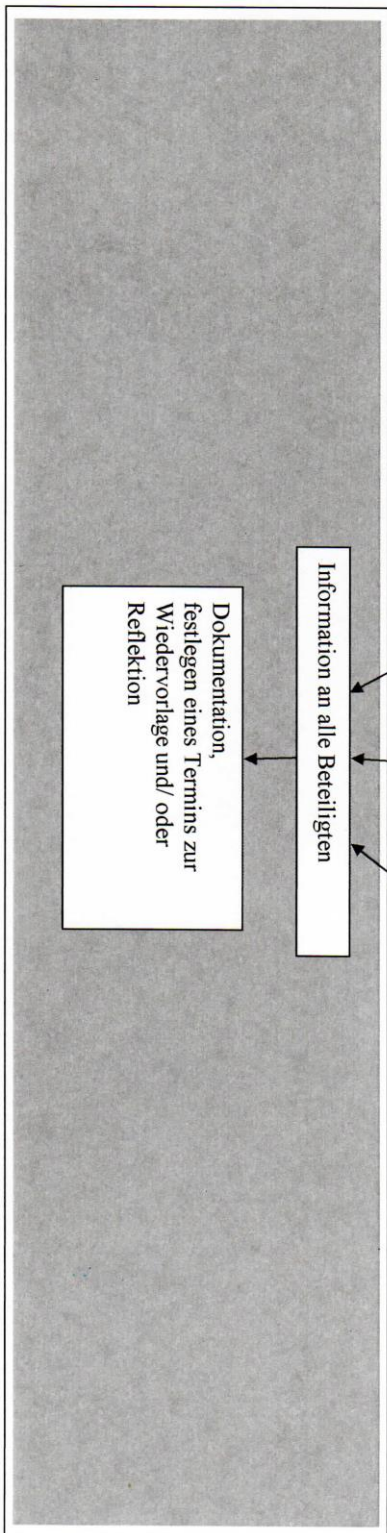 Information an alle Beteiligten
Dokumentation,
festlegen eines Termins zur
Wiedervorlage und/ oder
Reflektion